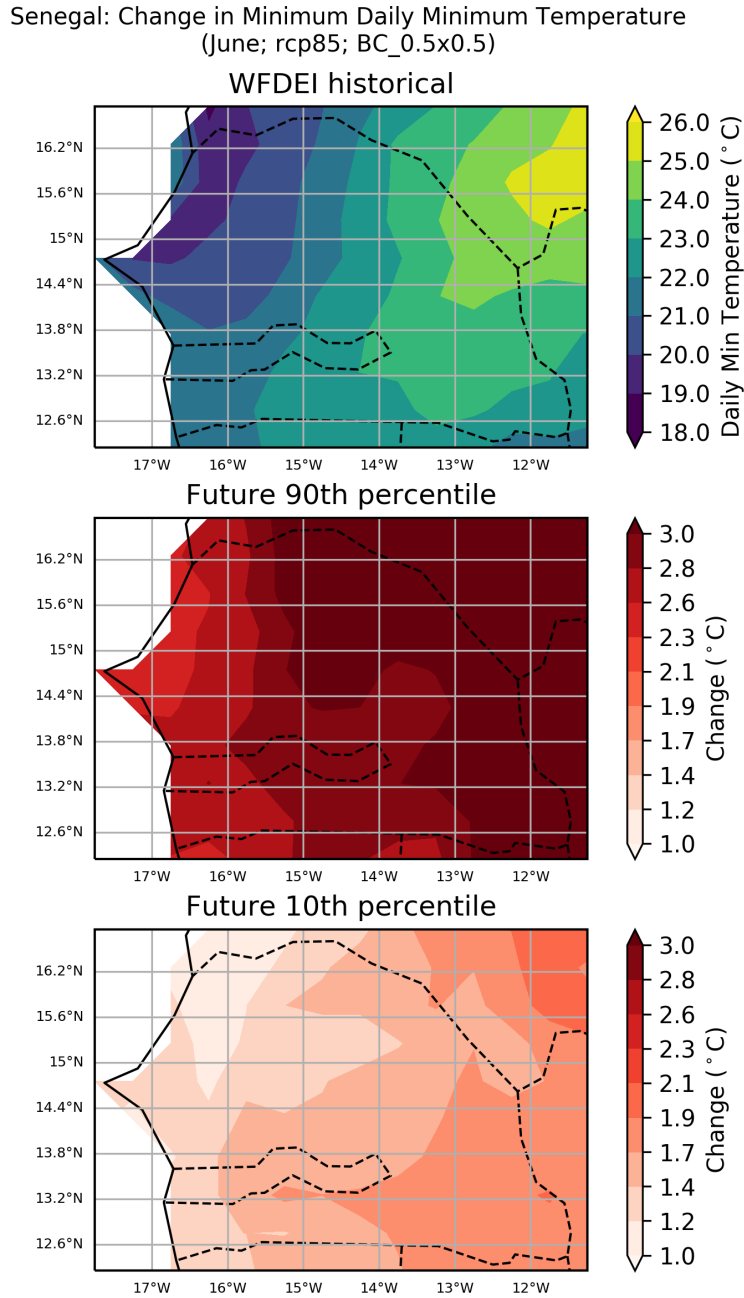 Senegal: Change in Minimum Daily Minimum Temperature
(June; rcp85; BC_0.5x0.5)
WFDEI historical
16.2°N
15.6°N
15°N
14.4°N
13.8°N
13.2°N
12.6°N
17°W
16°W
15°W
14°W
13°W
12°W
26.0
25.0
24.0
23.0
22.0
21.0
20.0
19.0
18.0
Daily Min Temperature (°C)
Future 90th percentile
16.2°N
15.6°N
15°N
14.4°N
13.8°N
13.2°N
12.6°N
17°W
16°W
15°W
14°W
13°W
12°W
3.0
2.8
2.6
2.3
2.1
1.9
1.7
1.4
1.2
1.0
Change (°C)
Future 10th percentile
16.2°N
15.6°N
15°N
14.4°N
13.8°N
13.2°N
12.6°N
17°W
16°W
15°W
14°W
13°W
12°W
3.0
2.8
2.6
2.3
2.1
1.9
1.7
1.4
1.2
1.0
Change (°C)